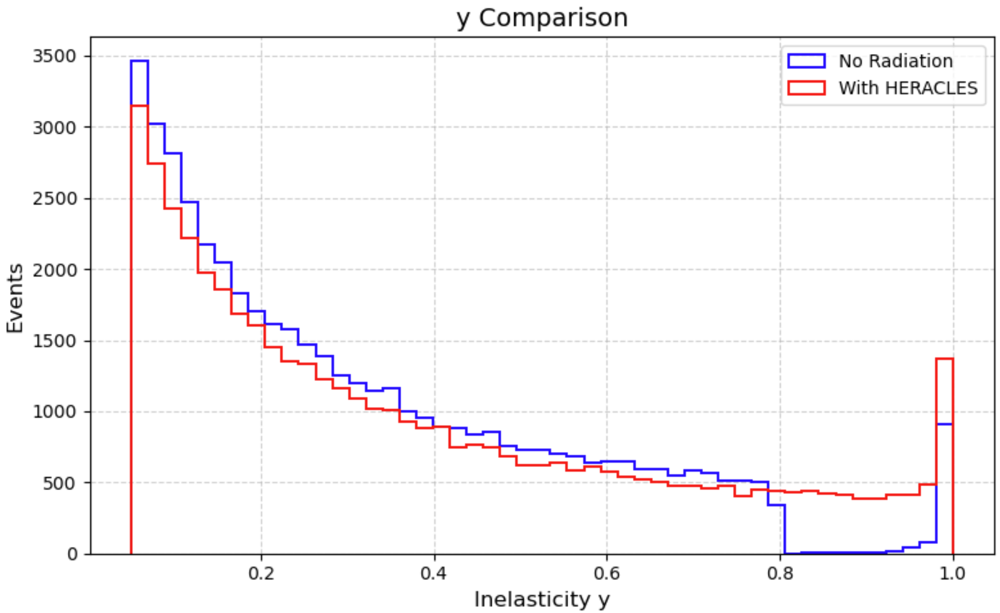 y Comparison
No Radiation
With HERACLES
Events
3500
3000
2500
2000
1500
1000
500
0
0.2 0.4 0.6 0.8 1.0
Inelasticity y